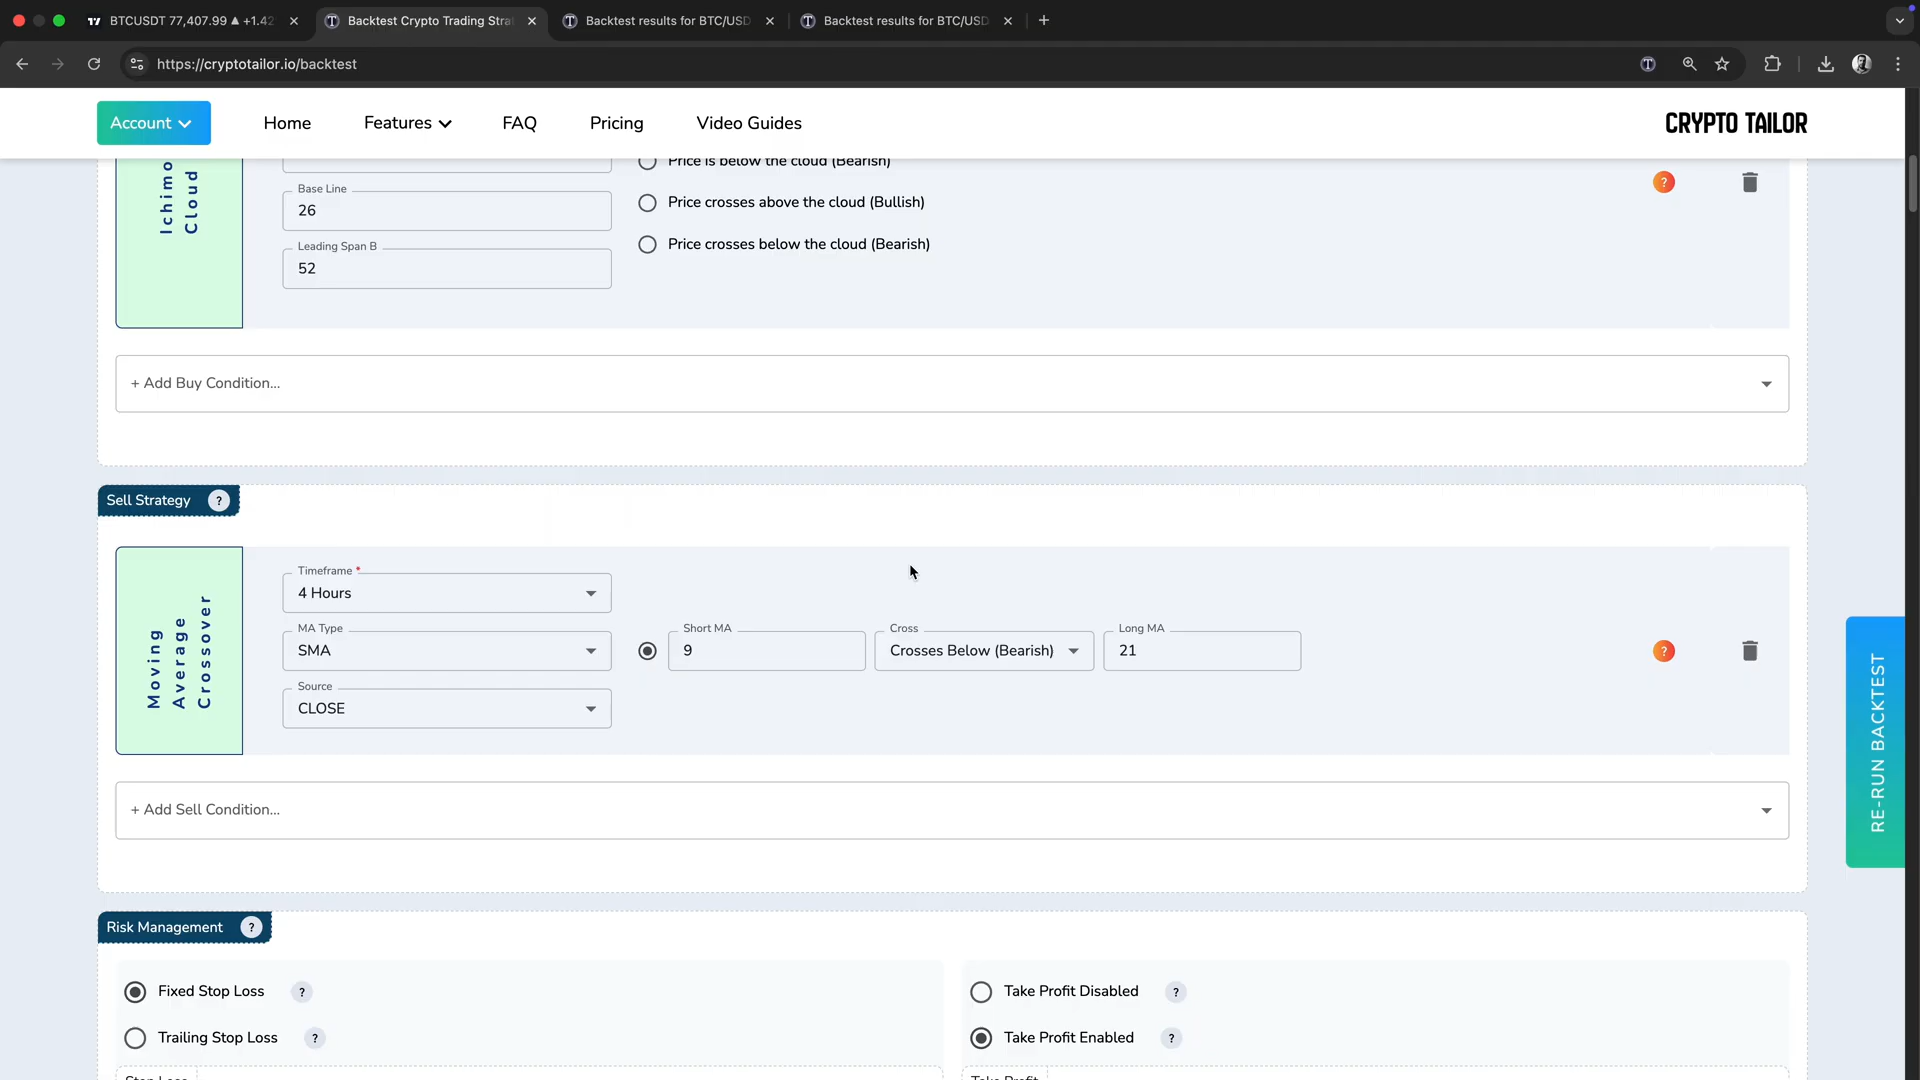 BTCUSDT 77,407.99 ▲ +1.42
Backtest Crypto Trading Stra
Backtest results for BTC/USD
Backtest results for BTC/USD
https://cryptotailor.io/backtest
Account
Home
Features
FAQ
Pricing
Video Guides
CRYPTO TAILOR
Ichimo
Cloud
Price is below the cloud (Bearish)
Base Line
26
Price crosses above the cloud (Bullish)
Leading Span B
52
Price crosses below the cloud (Bearish)
?
+ Add Buy Condition...
Sell Strategy ?
Moving
Average
Crossover
Timeframe *
4 Hours
MA Type
SMA
Source
CLOSE
Short MA
9
Cross
Crosses Below (Bearish)
Long MA
21
?
RE-RUN BACKTEST
+ Add Sell Condition...
Risk Management ?
Fixed Stop Loss ?
Trailing Stop Loss ?
Take Profit Disabled ?
Take Profit Enabled ?
Stop Loss
Take Profit